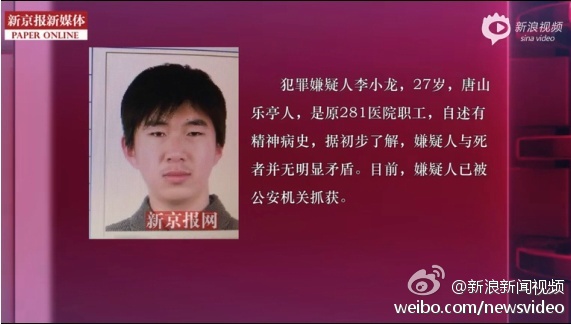 新京报新媒体
PAPER ONLINE
新浪视频
sina video
犯罪嫌疑人李小龙，27岁，唐山
乐亭人，是原281医院职工，自述有
精神病史，据初步了解，嫌疑人与死
者并无明显矛盾。目前，嫌疑人已被
公安机关抓获。
新京报网
@新浪新闻视频
weibo.com/newsvideo